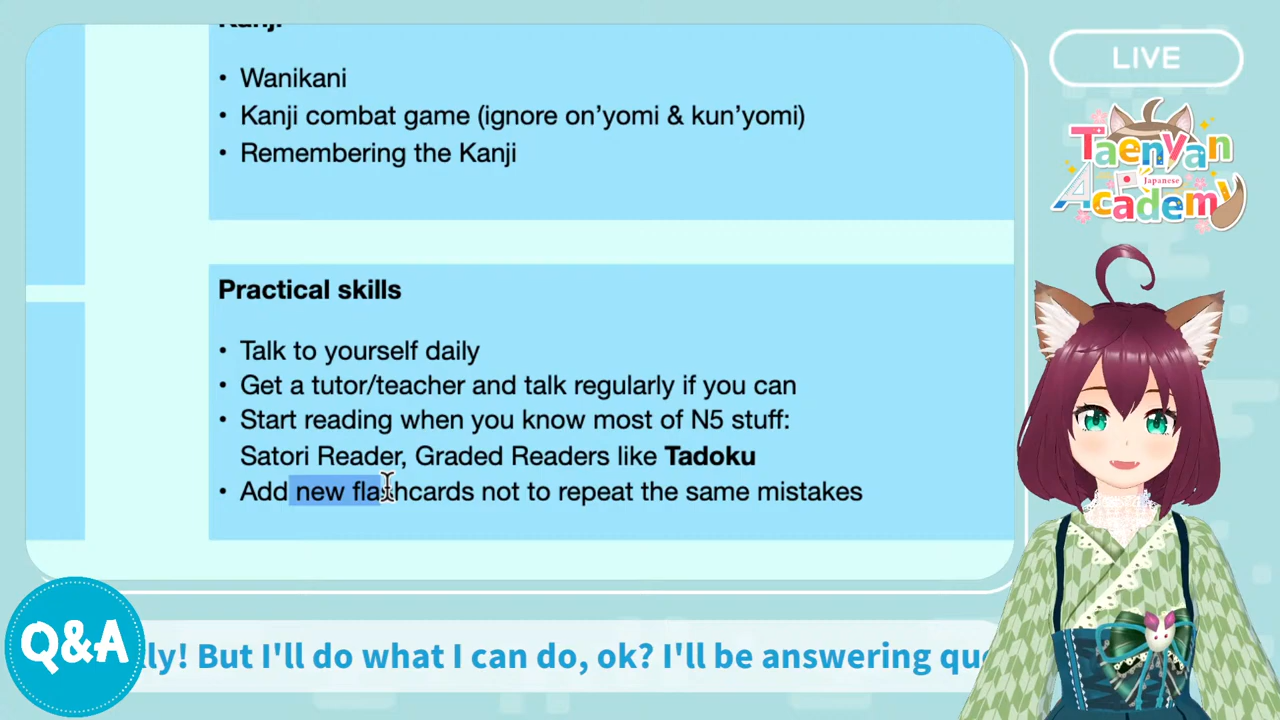 Kanji
• Wanikani
• Kanji combat game (ignore on’yomi & kun’yomi)
• Remembering the Kanji
Practical skills
• Talk to yourself daily
• Get a tutor/teacher and talk regularly if you can
• Start reading when you know most of N5 stuff:
Satori Reader, Graded Readers like Tadoku
• Add new flashcards not to repeat the same mistakes
LIVE
Taenyan
Japanese
Academy
Q&A
lly! But I'll do what I can do, ok? I'll be answering que